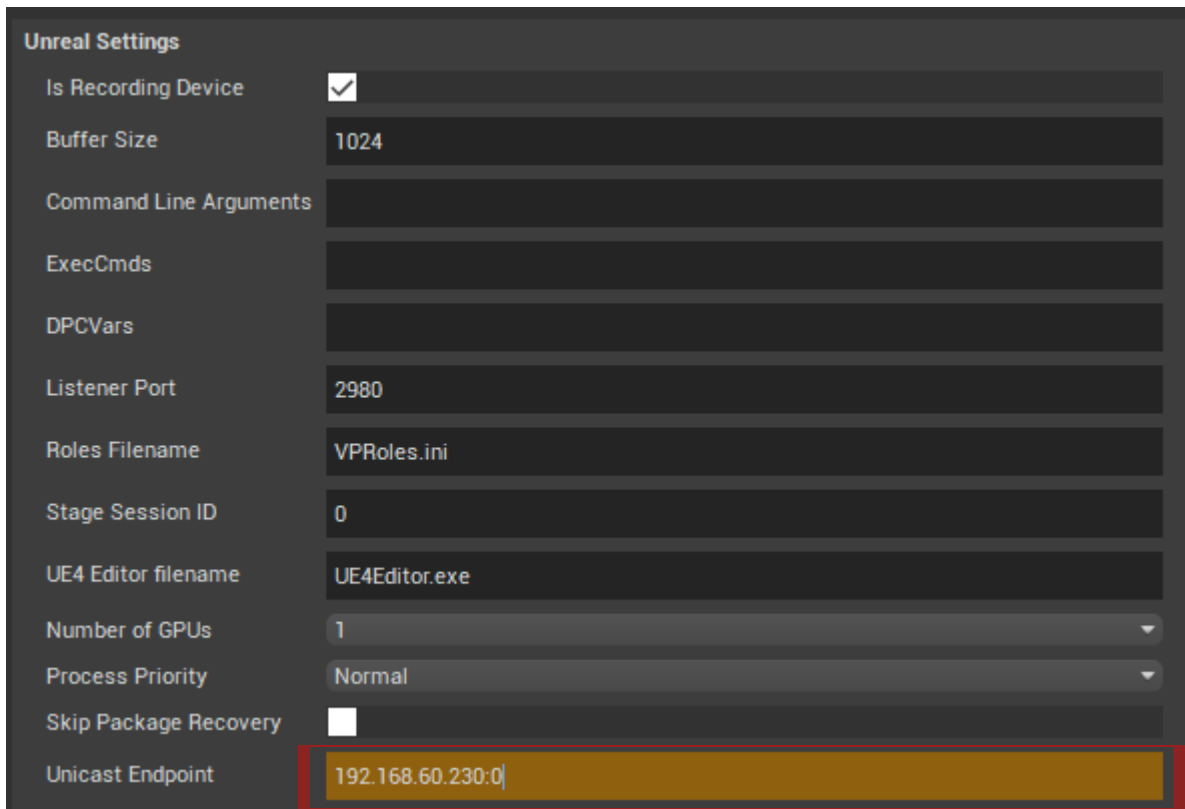 Unreal Settings
Is Recording Device
Buffer Size 1024
Command Line Arguments
ExecCmds
DPCVars
Listener Port 2980
Roles Filename VPRoles.ini
Stage Session ID 0
UE4 Editor filename UE4Editor.exe
Number of GPUs 1
Process Priority Normal
Skip Package Recovery
Unicast Endpoint 192.168.60.230:0